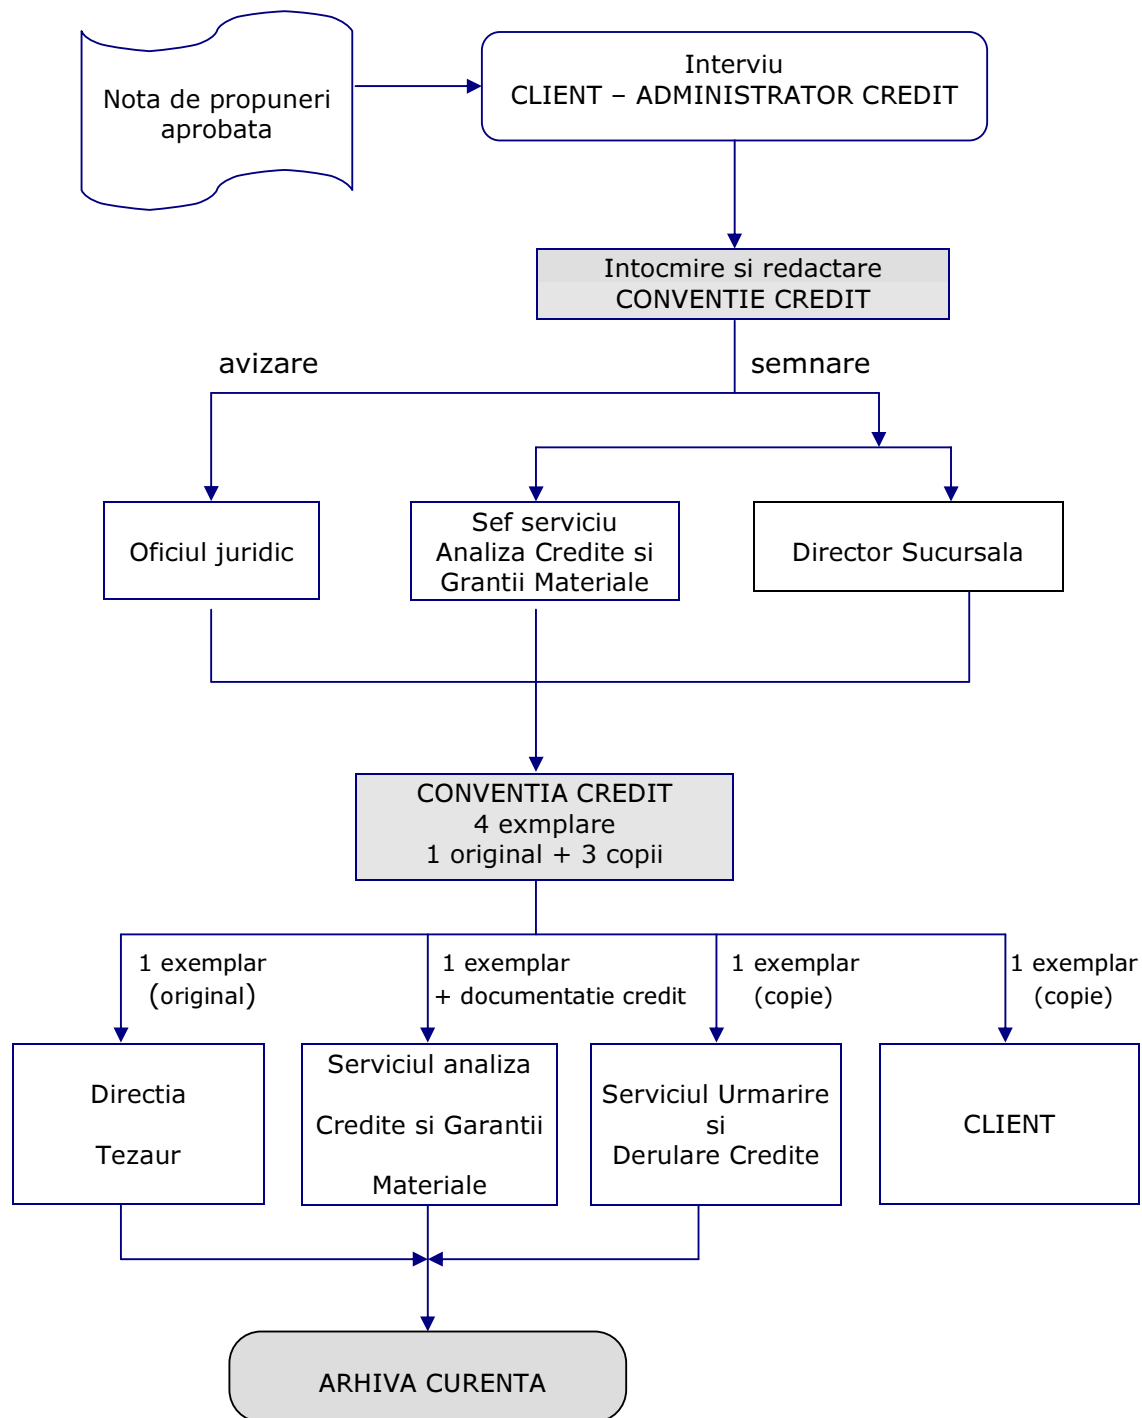 Nota de propuneri
aprobata
Interviu
CLIENT – ADMINISTRATOR CREDIT
Intocmire si redactare
CONVENTIE CREDIT
avizare
semnare
Oficiul juridic
Sef serviciu
Analiza Credite si
Grantii Materiale
Director Sucursala
CONVENTIA CREDIT
4 exmplare
1 original + 3 copii
1 exemplar
(original)
1 exemplar
+ documentatie credit
1 exemplar
(copie)
1 exemplar
(copie)
Directia
Tezaur
Serviciul analiza
Credite si Garantii
Materiale
Serviciul Urmarire
si
Derulare Credite
CLIENT
ARHIVA CURENTA